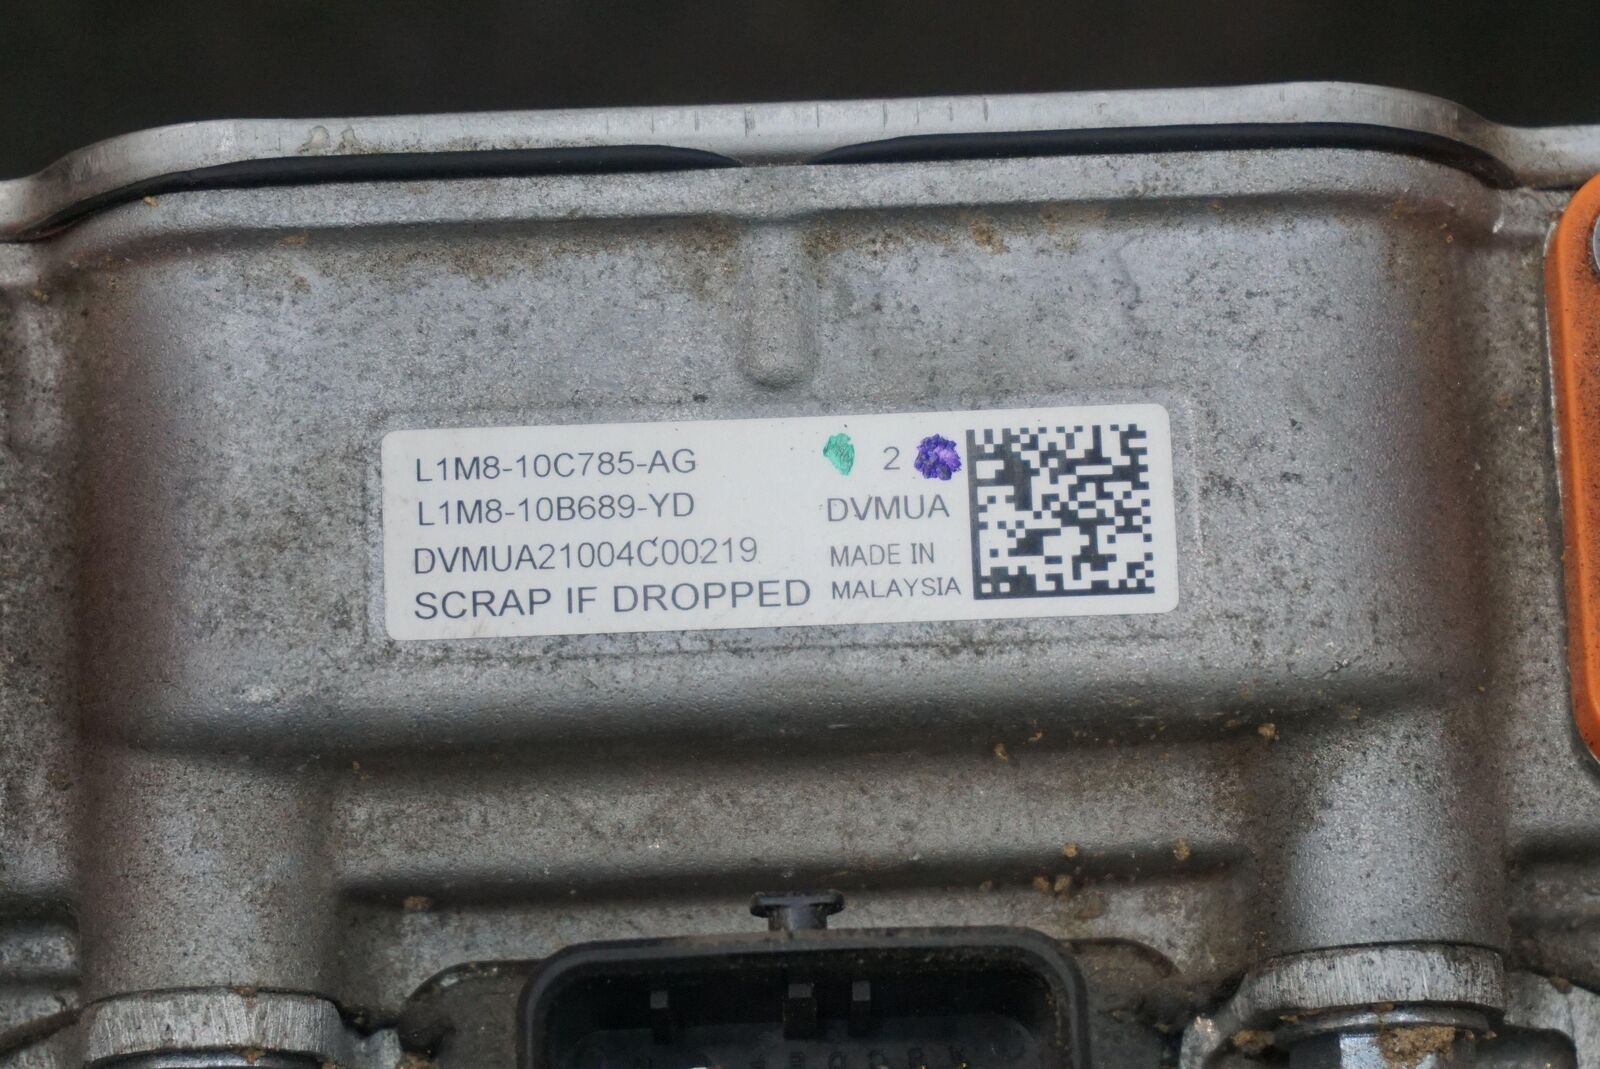 L1M8-10C785-AG
L1M8-10B689-YD
DVMUA21004C00219
SCRAP IF DROPPED
2
DVMUA
MADE IN
MALAYSIA